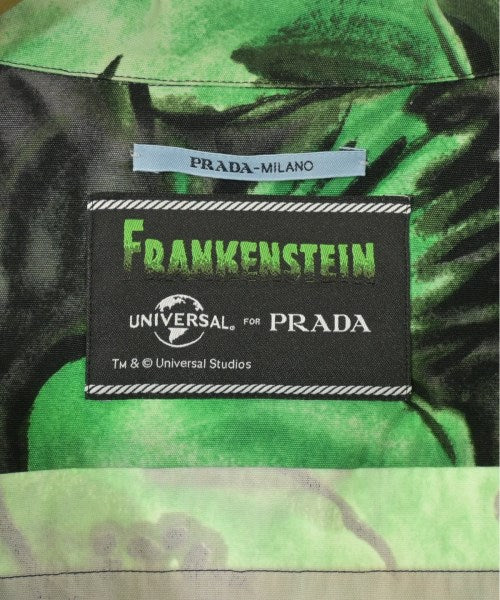 PRADA-MILANO
FRANKENSTEIN
UNIVERSAL® FOR PRADA
TM & © Universal Studios